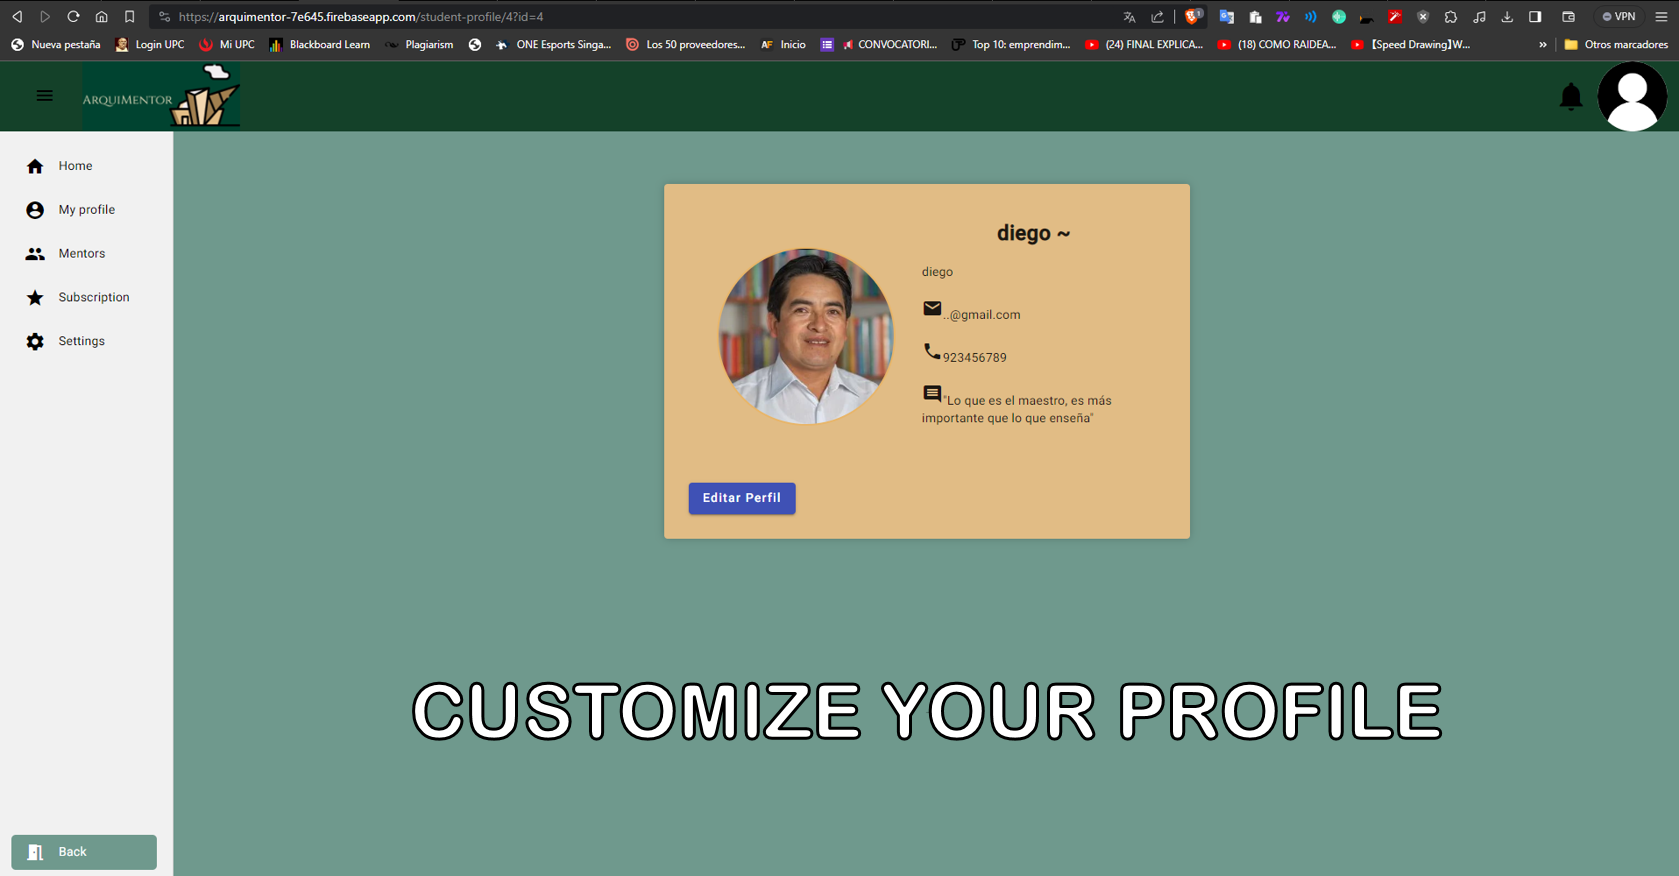 https://arquimentor-7e645.firebaseapp.com/student-profile/4?id=4
1
VPN
Nueva pestaña
Login UPC
Mi UPC
Blackboard Learn
Plagiarism
ONE Esports Singa...
Los 50 proveedores...
AF Inicio
CONVOCATORI...
Top 10: emprendim...
(24) FINAL EXPLICA...
(18) COMO RAIDEA...
【Speed Drawing】W...
»
Otros marcadores
ARQUIMENTOR
Home
My profile
Mentors
Subscription
Settings
diego ~
diego
..@gmail.com
923456789
"Lo que es el maestro, es más
importante que lo que enseña"
Editar Perfil
CUSTOMIZE YOUR PROFILE
Back